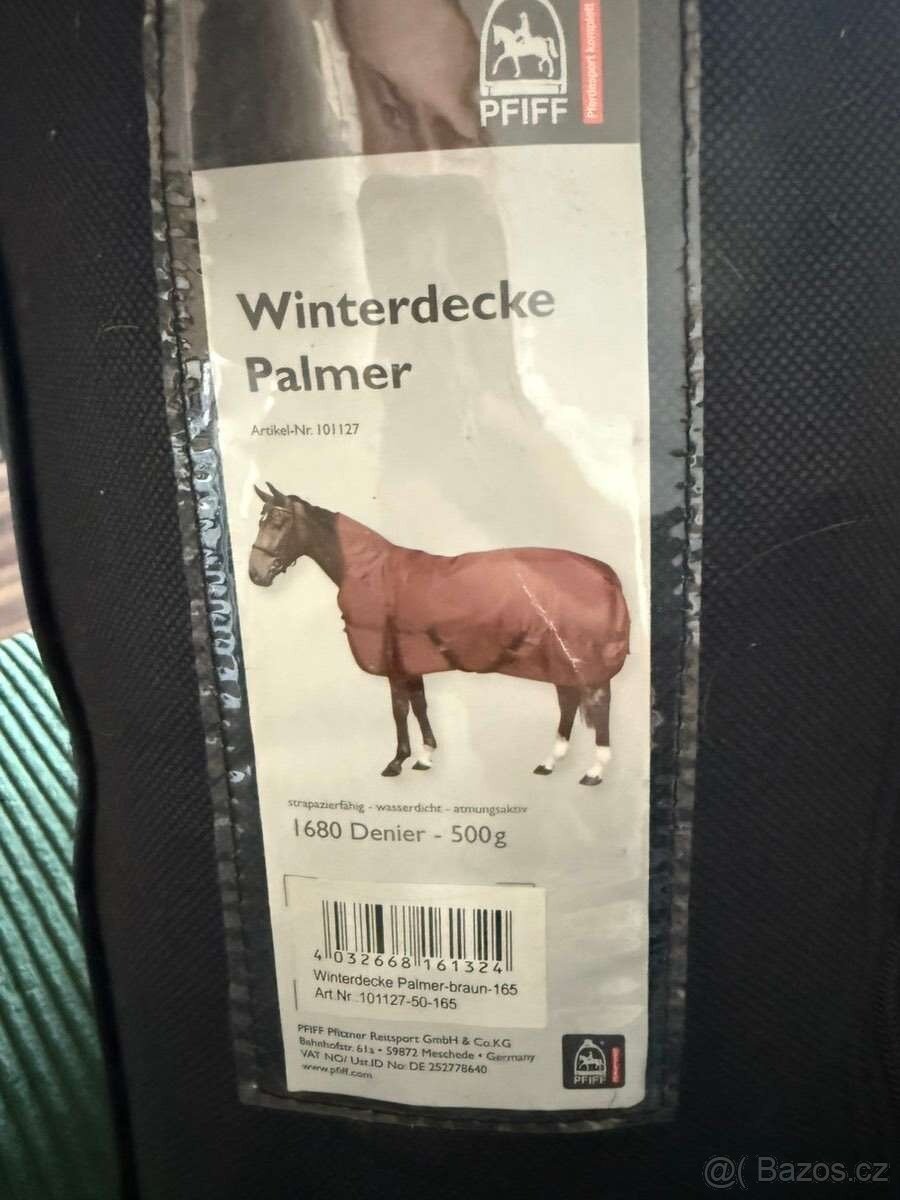 PFIFF
Pferdesport komplett
Winterdecke
Palmer
Artikel-Nr. 101127
strapazierfähig - wasserdicht - atmungsaktiv
1680 Denier - 500g
4 032668 161324
Winterdecke Palmer-braun-165
Art.Nr. 101127-50-165
PFIFF Pfitzner Reitsport GmbH & Co.KG
Bahnhofstr. 61a • 59872 Meschede • Germany
VAT NO/ Ust.ID No: DE 252778640
www.pfiff.com
PFIFF
@( Bazos.cz